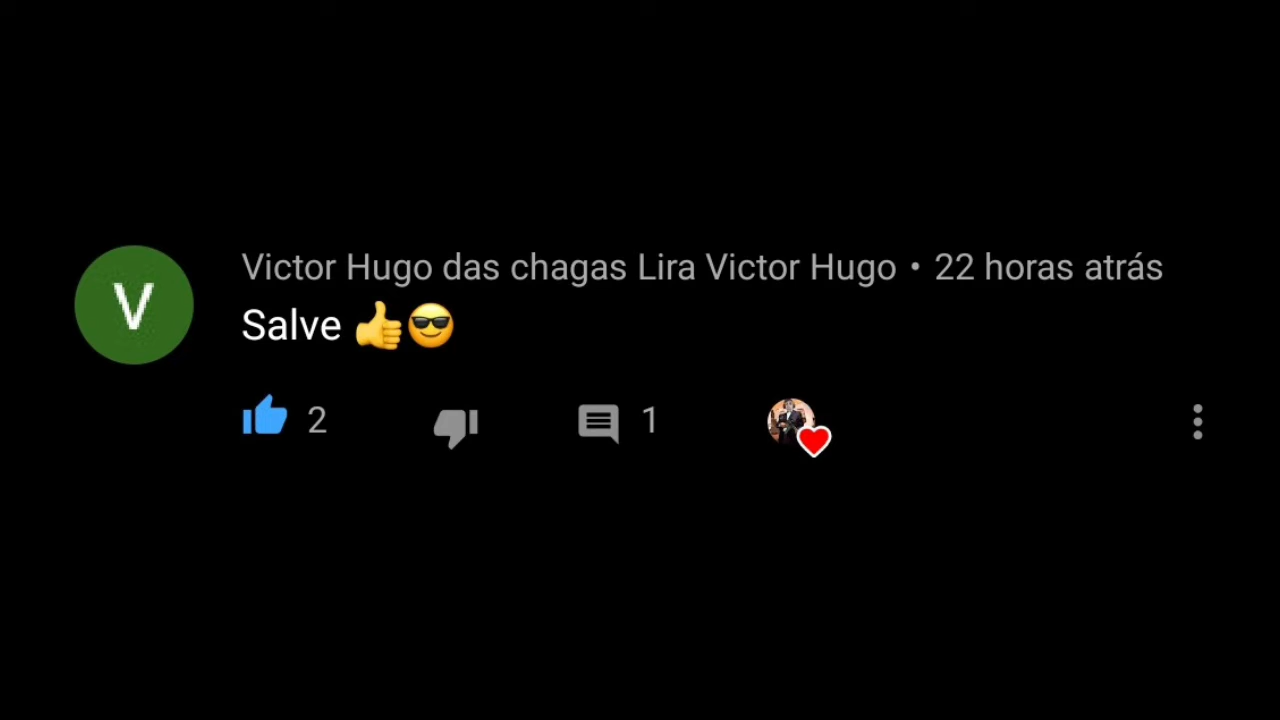 V
Victor Hugo das chagas Lira Victor Hugo • 22 horas atrás
Salve 👍😎
2 1